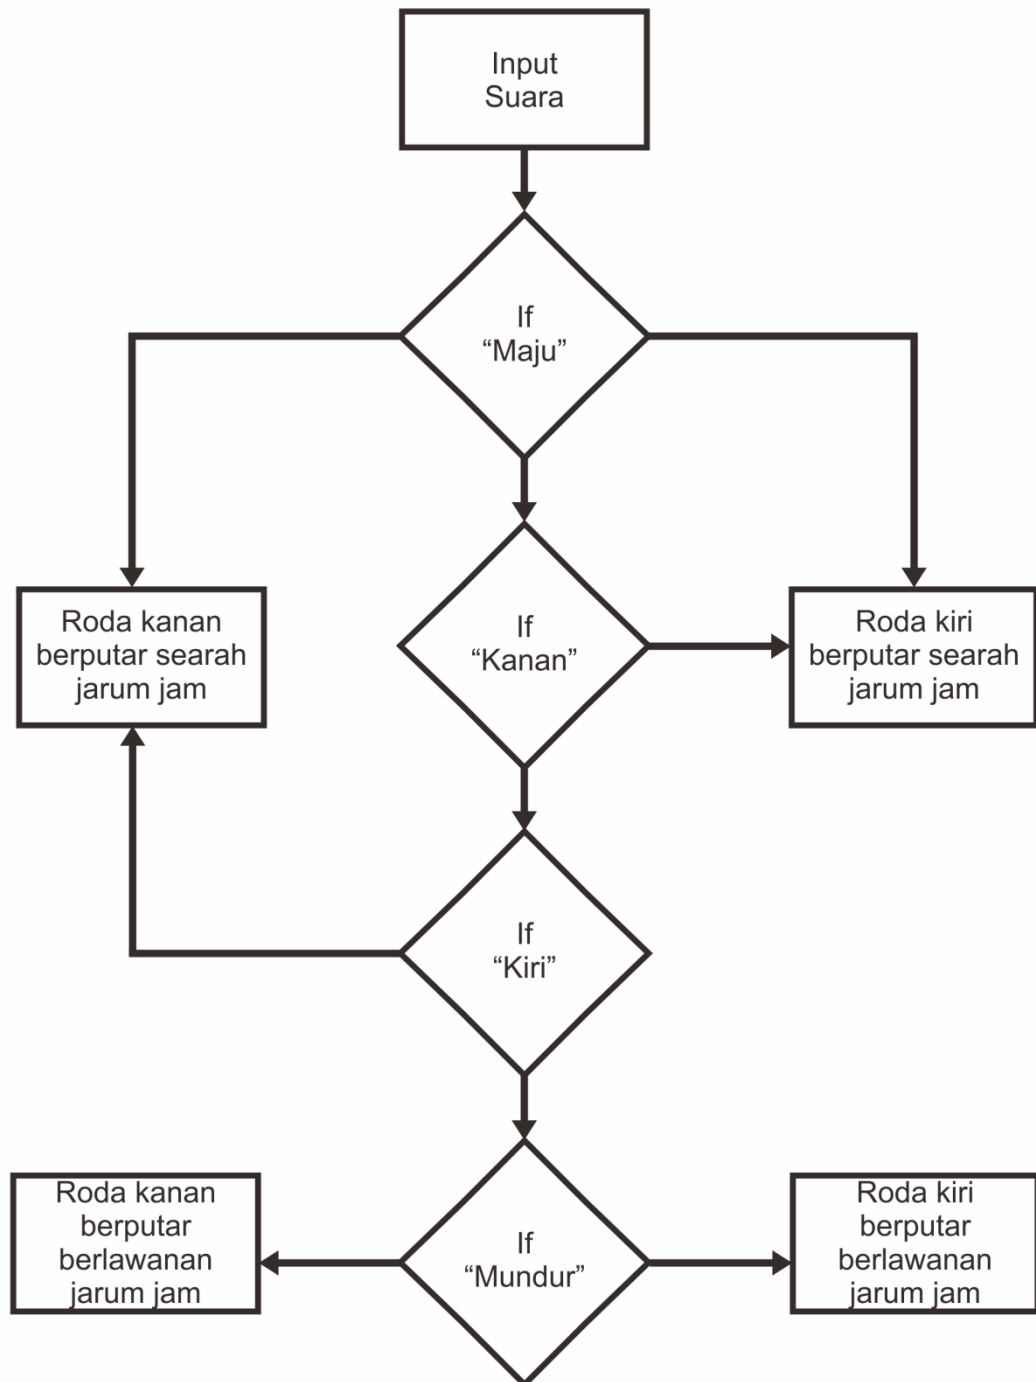 Input
Suara
If
“Maju”
Roda kanan
berputar searah
jarum jam
If
“Kanan”
Roda kiri
berputar searah
jarum jam
If
“Kiri”
Roda kanan
berputar
berlawanan
jarum jam
If
“Mundur”
Roda kiri
berputar
berlawanan
jarum jam